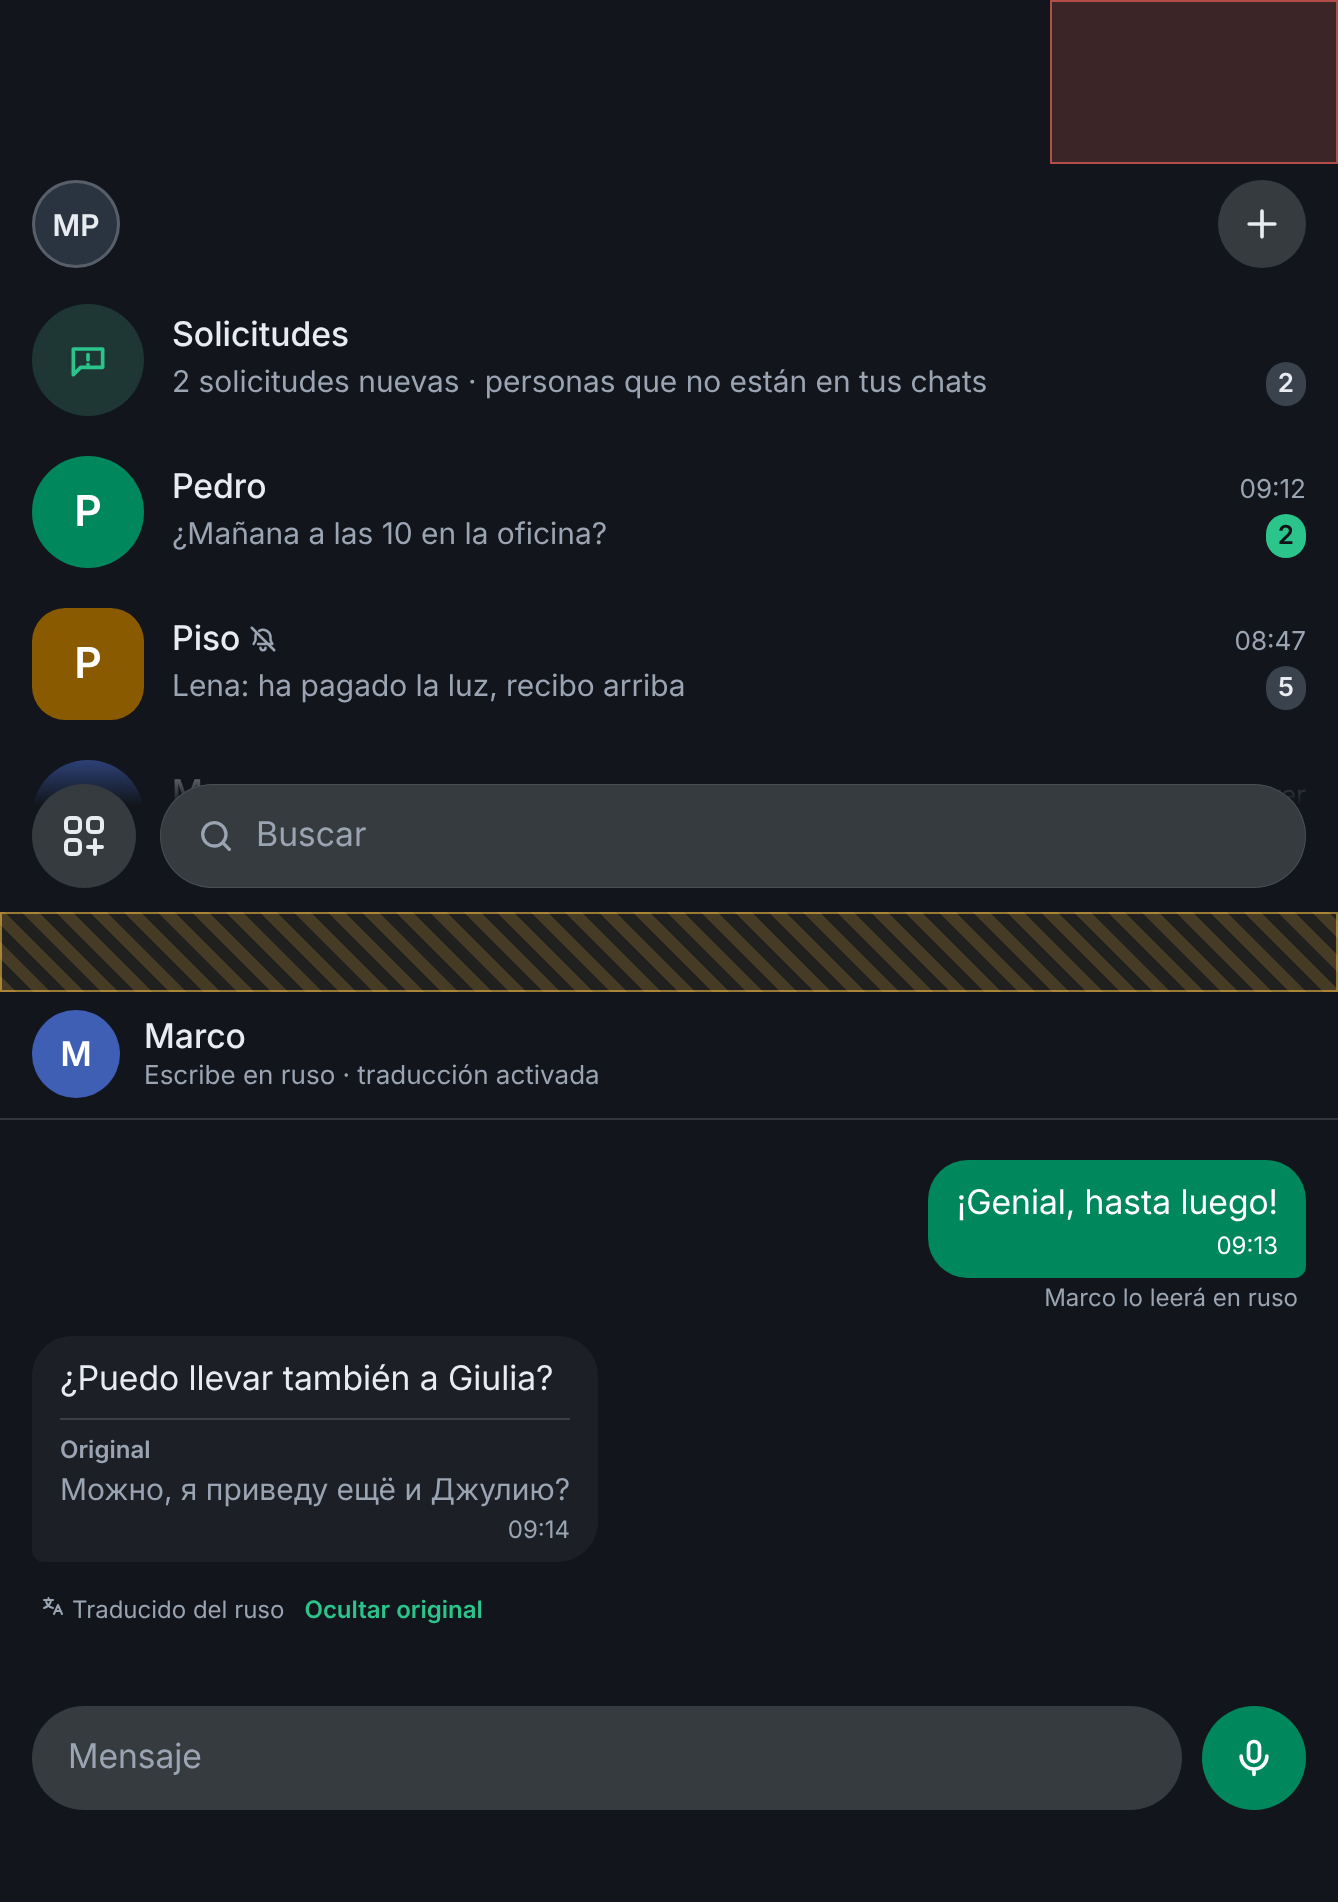 MP
Solicitudes
2 solicitudes nuevas · personas que no están en tus chats
2
P
Pedro
09:12
¿Mañana a las 10 en la oficina?
2
P
Piso
08:47
Lena: ha pagado la luz, recibo arriba
5
Buscar
M
Marco
Escribe en ruso · traducción activada
¡Genial, hasta luego!
09:13
Marco lo leerá en ruso
¿Puedo llevar también a Giulia?
Original
Можно, я приведу ещё и Джулию?
09:14
Traducido del ruso Ocultar original
Mensaje